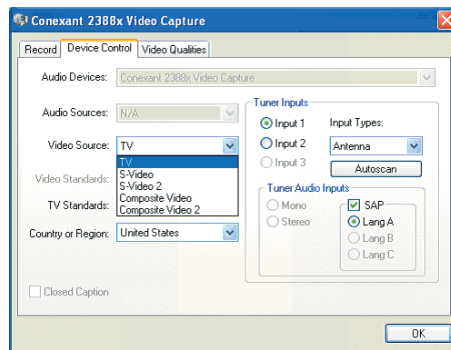 Conexant 2388x Video Capture
Record
Device Control
Video Qualities
Audio Devices:
Conexant 2388x Video Capture
Audio Sources:
N/A
Video Source:
TV
TV
S-Video
S-Video 2
Composite Video
Composite Video 2
Video Standards:
TV Standards:
Country or Region:
United States
Closed Caption
Tuner Inputs
Input 1
Input 2
Input 3
Input Types:
Antenna
Autoscan
Tuner Audio Inputs
Mono
Stereo
SAP
Lang A
Lang B
Lang C
OK